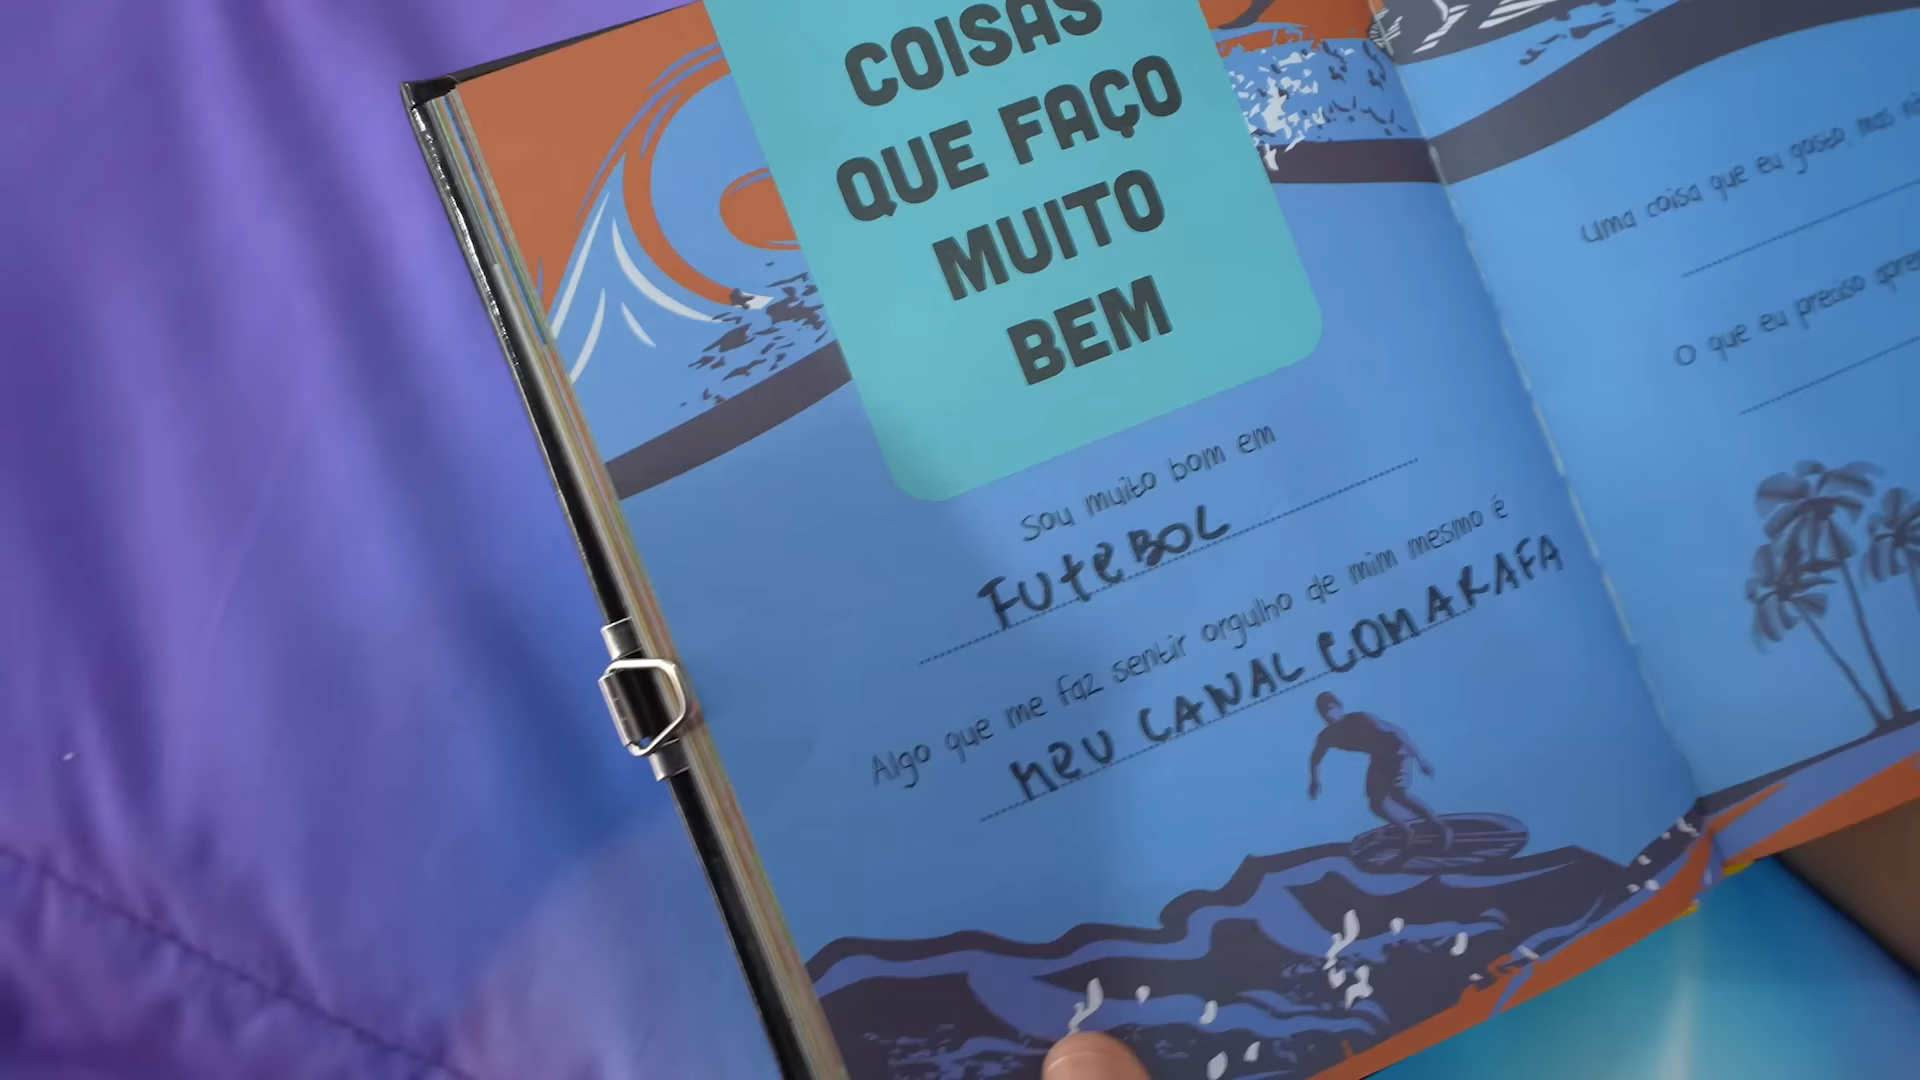 COISAS
QUE FAÇO
MUITO
BEM
Sou muito bom em
FUteBOL
Algo que me faz sentir orgulho de mim mesmo é
MeU CANAL COM A RAFA
Uma coisa que eu gosto, mas
O que eu preciso